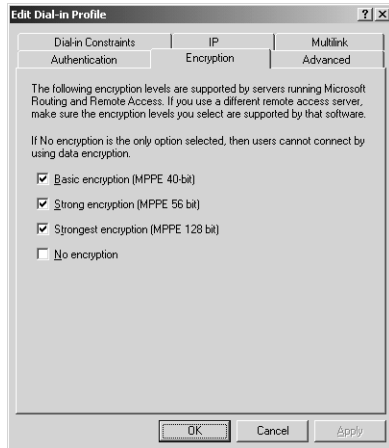 Edit Dial-in Profile
Dial-in Constraints IP Multilink
Authentication Encryption Advanced
The following encryption levels are supported by servers running Microsoft
Routing and Remote Access. If you use a different remote access server,
make sure the encryption levels you select are supported by that software.
If No encryption is the only option selected, then users cannot connect by
using data encryption.
Basic encryption (MPPE 40-bit)
Strong encryption (MPPE 56 bit)
Strongest encryption (MPPE 128 bit)
No encryption
OK Cancel Apply